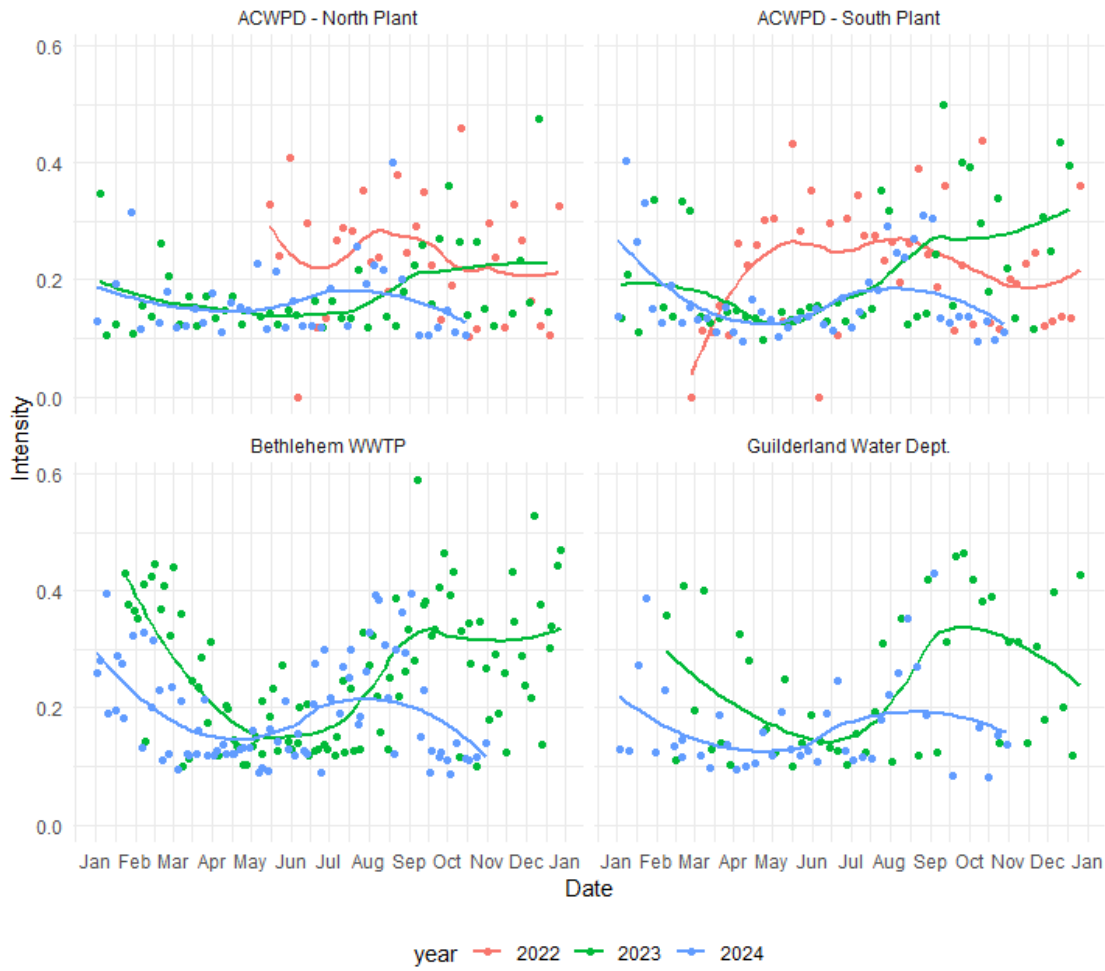 ACWPD - North Plant ACWPD - South Plant
0.6
0.4
0.2
0.0
Intensity
Bethlehem WWTP Guilderland Water Dept.
0.6
0.4
0.2
0.0
Jan Feb Mar Apr May Jun Jul Aug Sep Oct Nov Dec Jan Jan Feb Mar Apr May Jun Jul Aug Sep Oct Nov Dec Jan
Date
year 2022 2023 2024